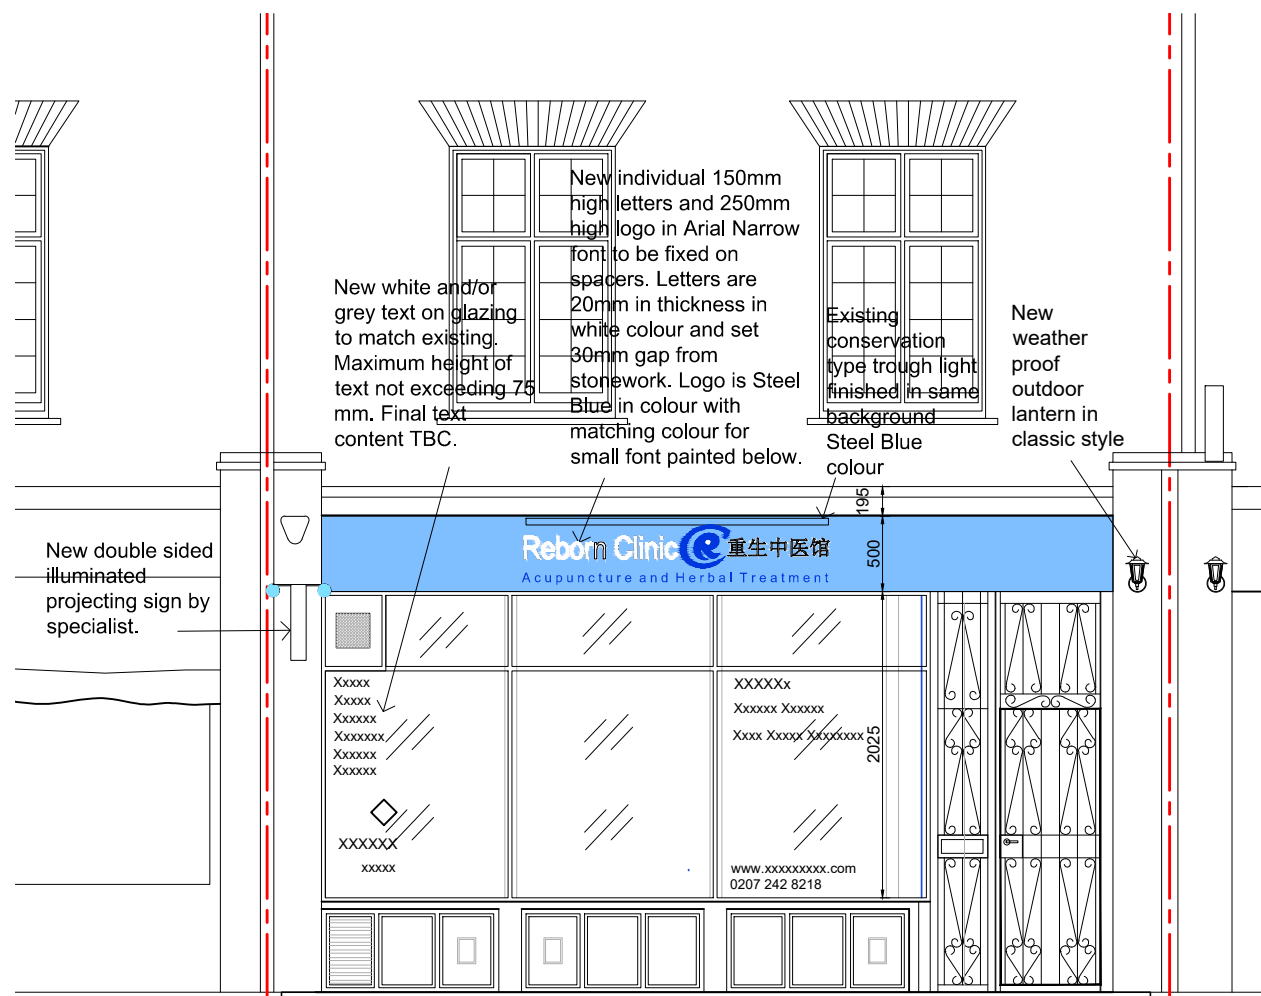 New individual 150mm
high letters and 250mm
high logo in Arial Narrow
font to be fixed on
spacers. Letters are
20mm in thickness in
white colour and set
30mm gap from
stonework. Logo is Steel
Blue in colour with
matching colour for
small font painted below.
New white and/or
grey text on glazing
to match existing.
Maximum height of
text not exceeding 75
mm. Final text
content TBC.
Existing
conservation
type trough light
finished in same
background
Steel Blue
colour
New
weather
proof
outdoor
lantern in
classic style
195
500
2025
Reborn Clinic R 重生中医馆
Acupuncture and Herbal Treatment
New double sided
illuminated
projecting sign by
specialist.
Xxxxx
Xxxxx
Xxxxxx
Xxxxxxx
Xxxxxx
Xxxxxx
XXXXXX
xxxxx
XXXXXx
Xxxxxx Xxxxxx
Xxxx Xxxxx Xxxxxxxx
www.xxxxxxxxx.com
0207 242 8218